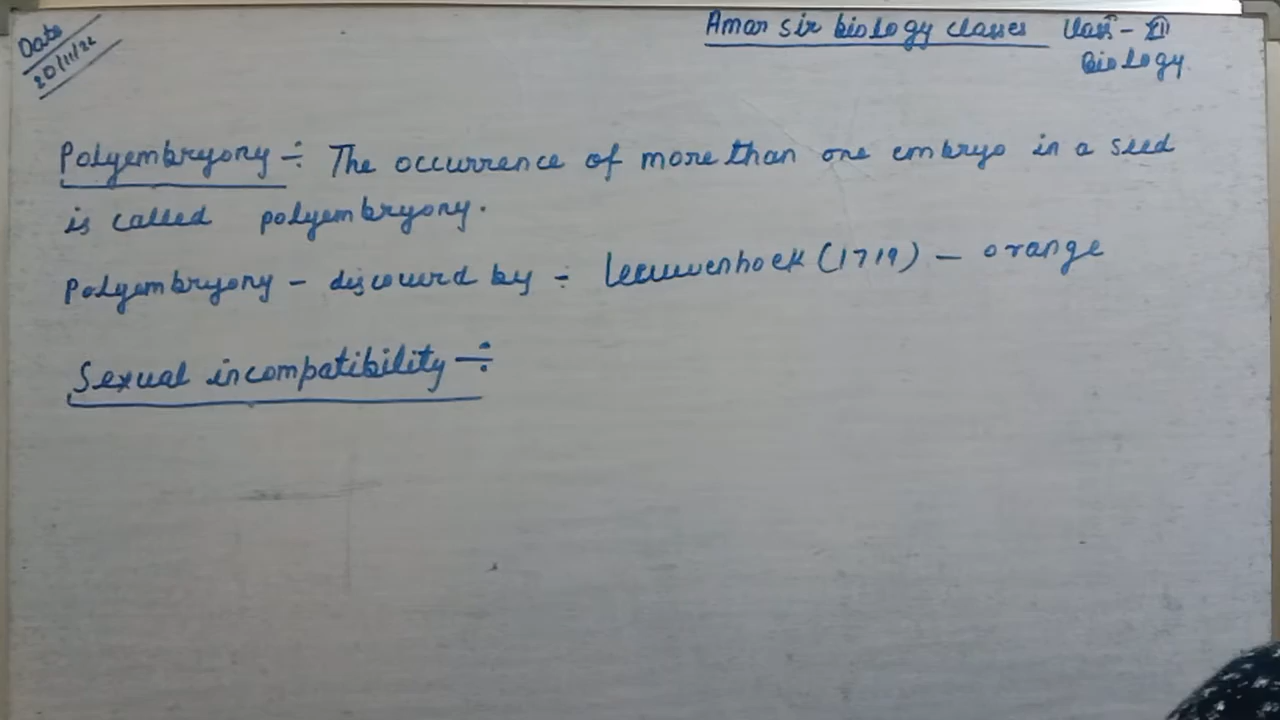 Date
20/11/22
Amar sir biology classes Class - XII
Biology
Polyembryony ÷ The occurrence of more than one embryo in a seed
is called polyembryony.
Polyembryony - discoverd by ÷ Leeuwenhoek (1719) - orange
Sexual incompatibility ÷